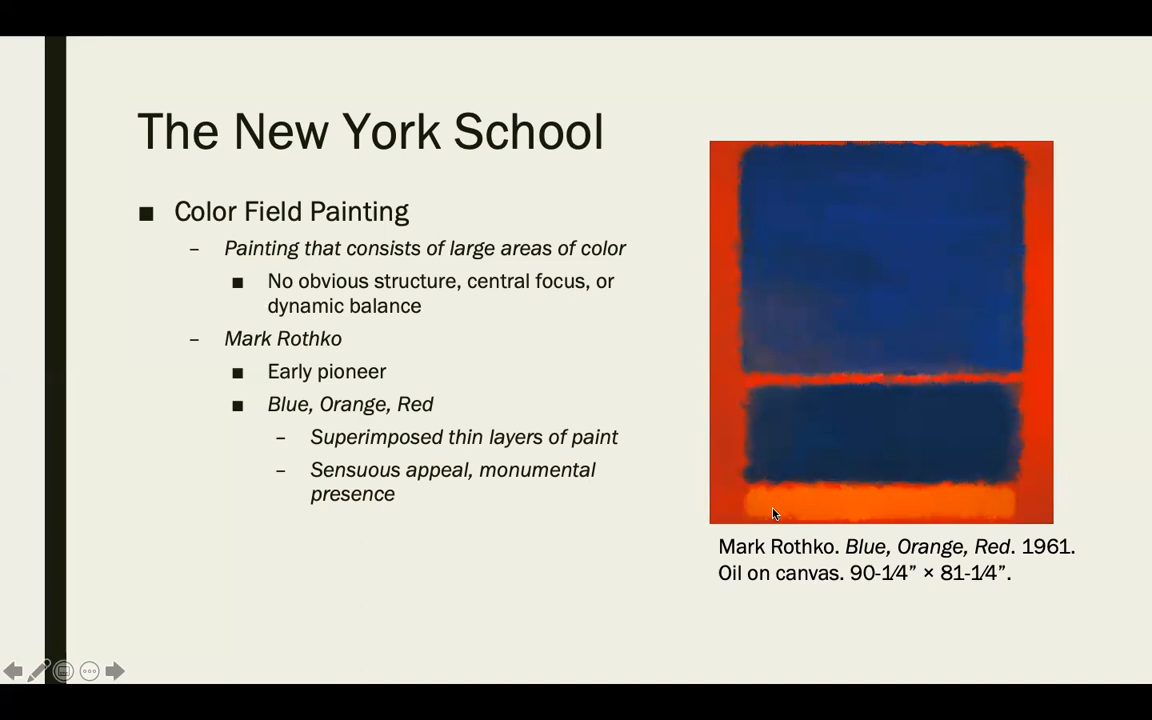 The New York School
■ Color Field Painting
– Painting that consists of large areas of color
■ No obvious structure, central focus, or
dynamic balance
– Mark Rothko
■ Early pioneer
■ Blue, Orange, Red
– Superimposed thin layers of paint
– Sensuous appeal, monumental
presence
Mark Rothko. Blue, Orange, Red. 1961.
Oil on canvas. 90-1⁄4” × 81-1⁄4”.